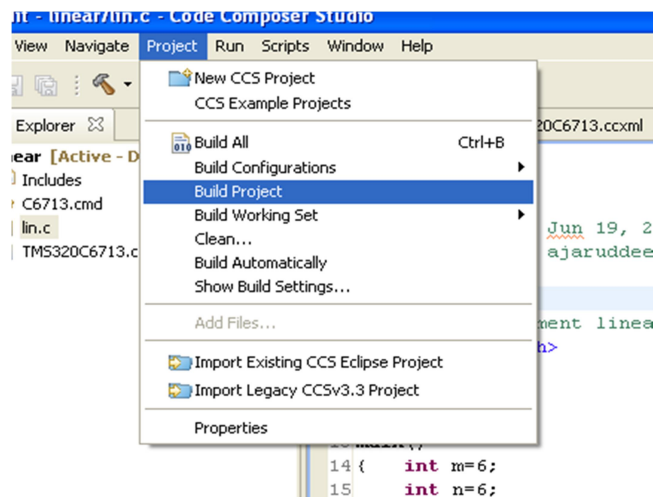 nt - linear/lin.c - Code Composer Studio
View Navigate Project Run Scripts Window Help
New CCS Project
CCS Example Projects
Explorer
20C6713.ccxml
Build All Ctrl+B
ear [Active - D
Build Configurations
Includes
Build Project
C6713.cmd
Build Working Set
lin.c
Jun 19, 2
Clean...
TMS320C6713.c
ajaruddee
Build Automatically
Show Build Settings...
Add Files...
ment linea
h>
Import Existing CCS Eclipse Project
Import Legacy CCSv3.3 Project
Properties
main()
14 { int m=6;
15 int n=6;